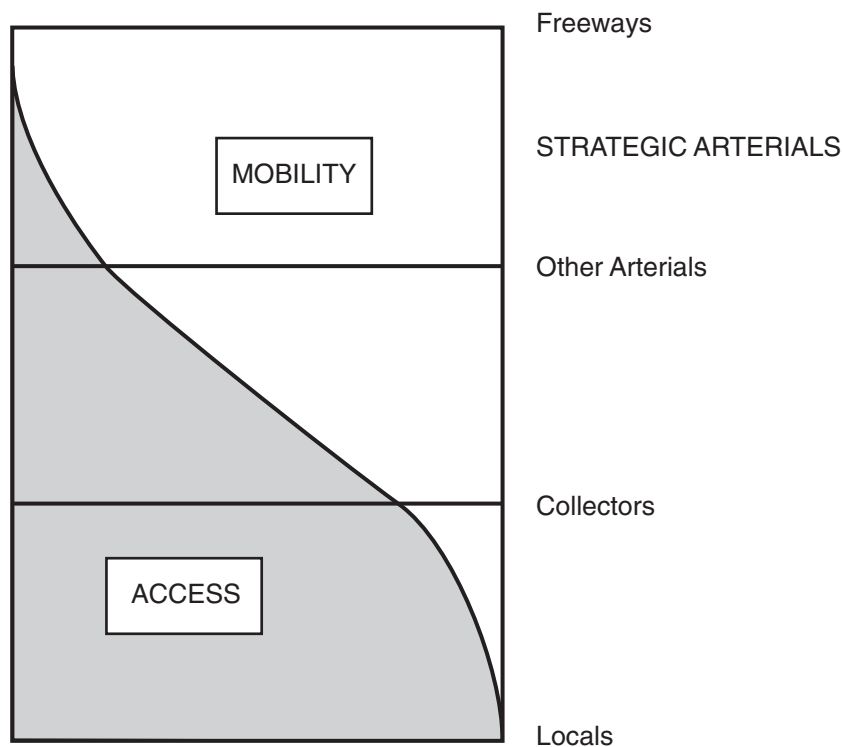 Freeways
STRATEGIC ARTERIALS
MOBILITY
Other Arterials
Collectors
ACCESS
Locals